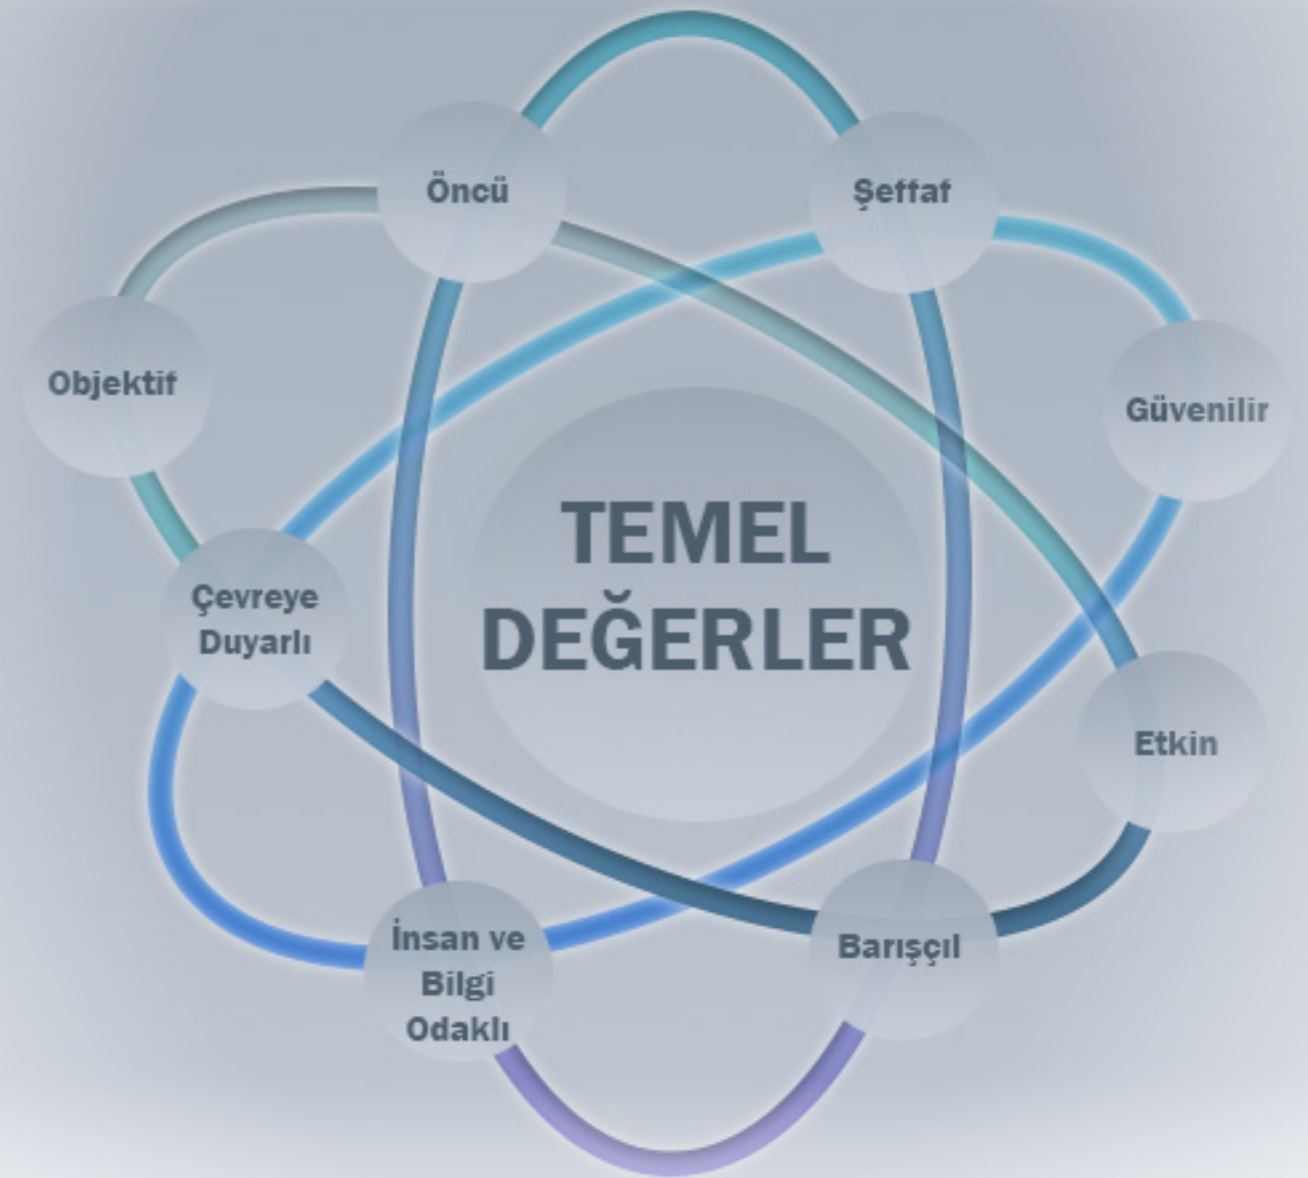 Öncü
Şeffaf
Objektif
Güvenilir
TEMEL
DEĞERLER
Çevreye
Duyarlı
Etkin
İnsan ve
Bilgi
Odaklı
Barışçıl